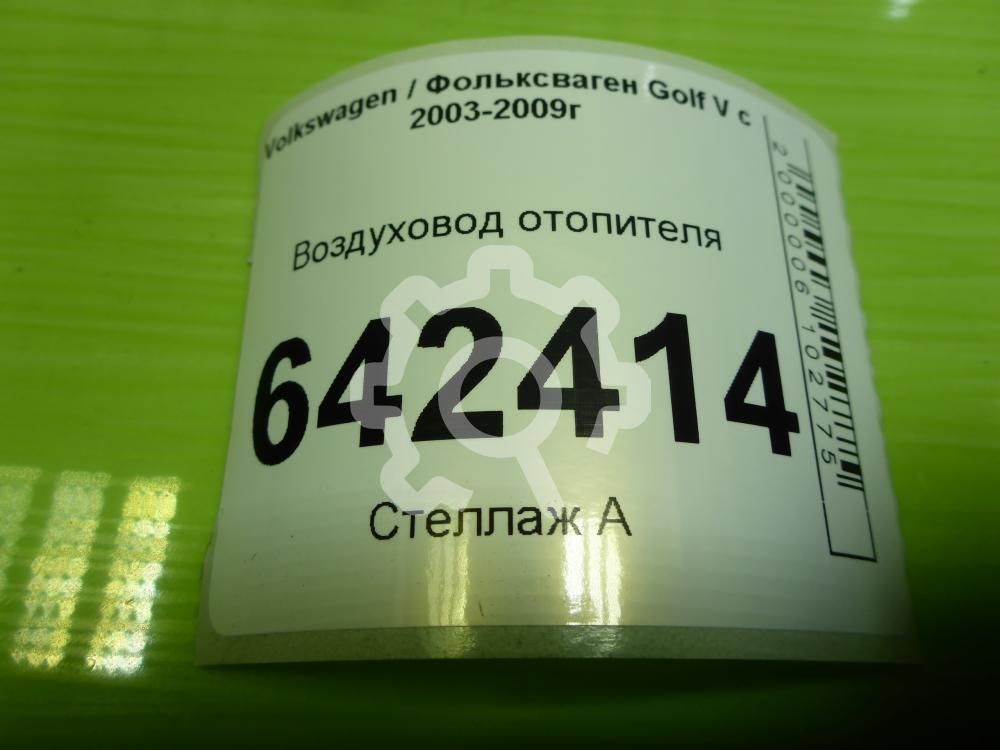 Volkswagen / Фольксваген Golf V с
2003-2009г
Воздуховод отопителя
642414
Стеллаж А
2000006102775